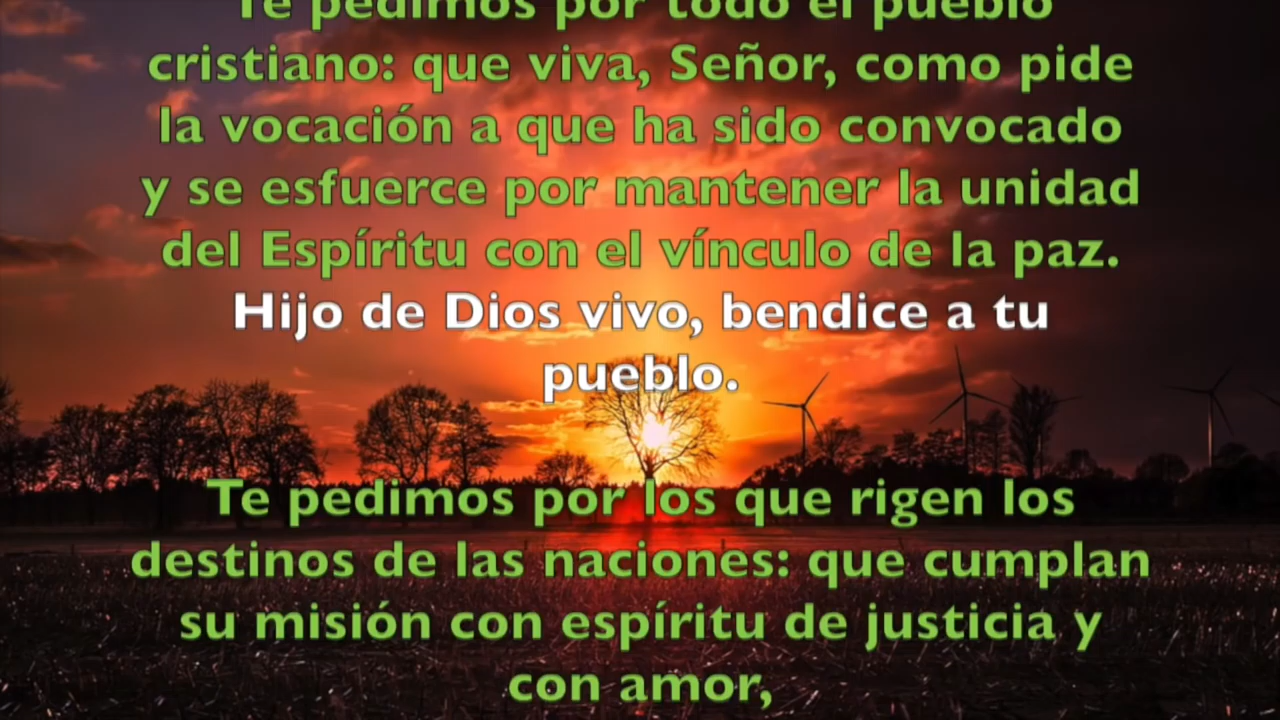 Te pedimos por todo el pueblo
cristiano: que viva, Señor, como pide
la vocación a que ha sido convocado
y se esfuerce por mantener la unidad
del Espíritu con el vínculo de la paz.
Hijo de Dios vivo, bendice a tu
pueblo.
Te pedimos por los que rigen los
destinos de las naciones: que cumplan
su misión con espíritu de justicia y
con amor,